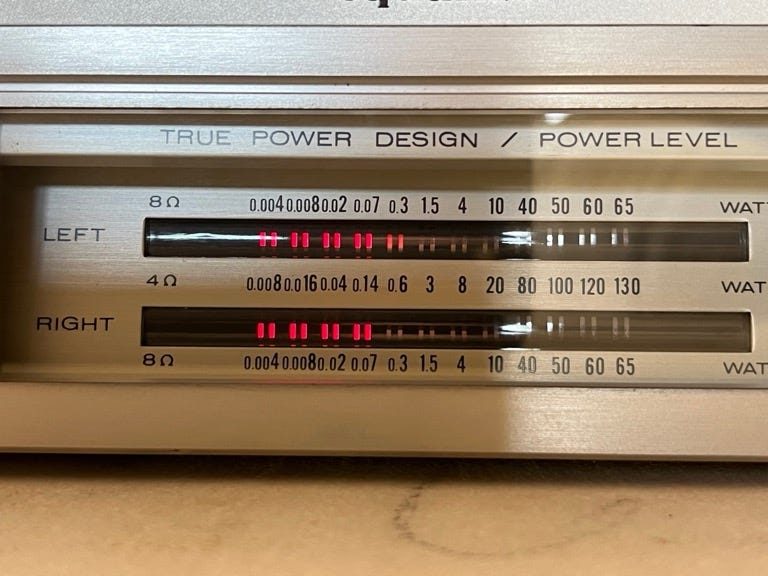 TRUE POWER DESIGN / POWER LEVEL
8Ω 0.004 0.008 0.02 0.07 0.3 1.5 4 10 40 50 60 65 WAT
LEFT
4Ω 0.008 0.016 0.04 0.14 0.6 3 8 20 80 100 120 130 WAT
RIGHT
8Ω 0.004 0.008 0.02 0.07 0.3 1.5 4 10 40 50 60 65 WAT